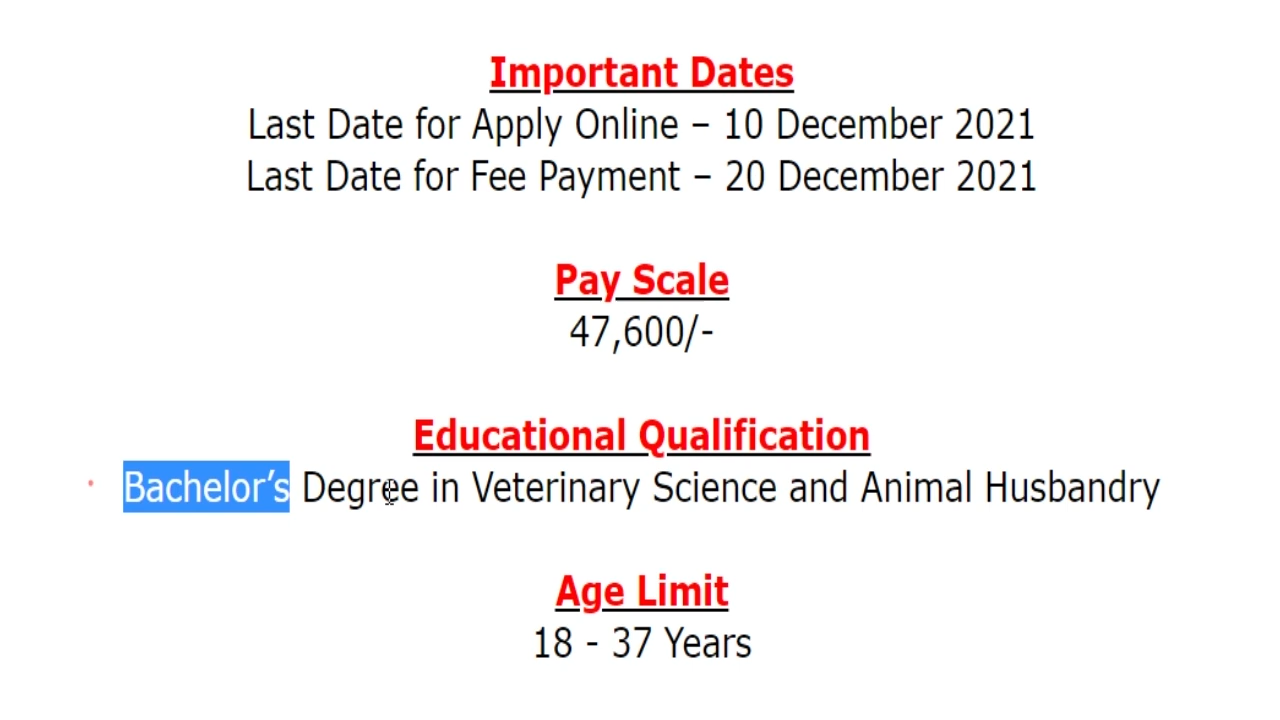 Important Dates
Last Date for Apply Online – 10 December 2021
Last Date for Fee Payment – 20 December 2021
Pay Scale
47,600/-
Educational Qualification
Bachelor’s Degree in Veterinary Science and Animal Husbandry
Age Limit
18 - 37 Years